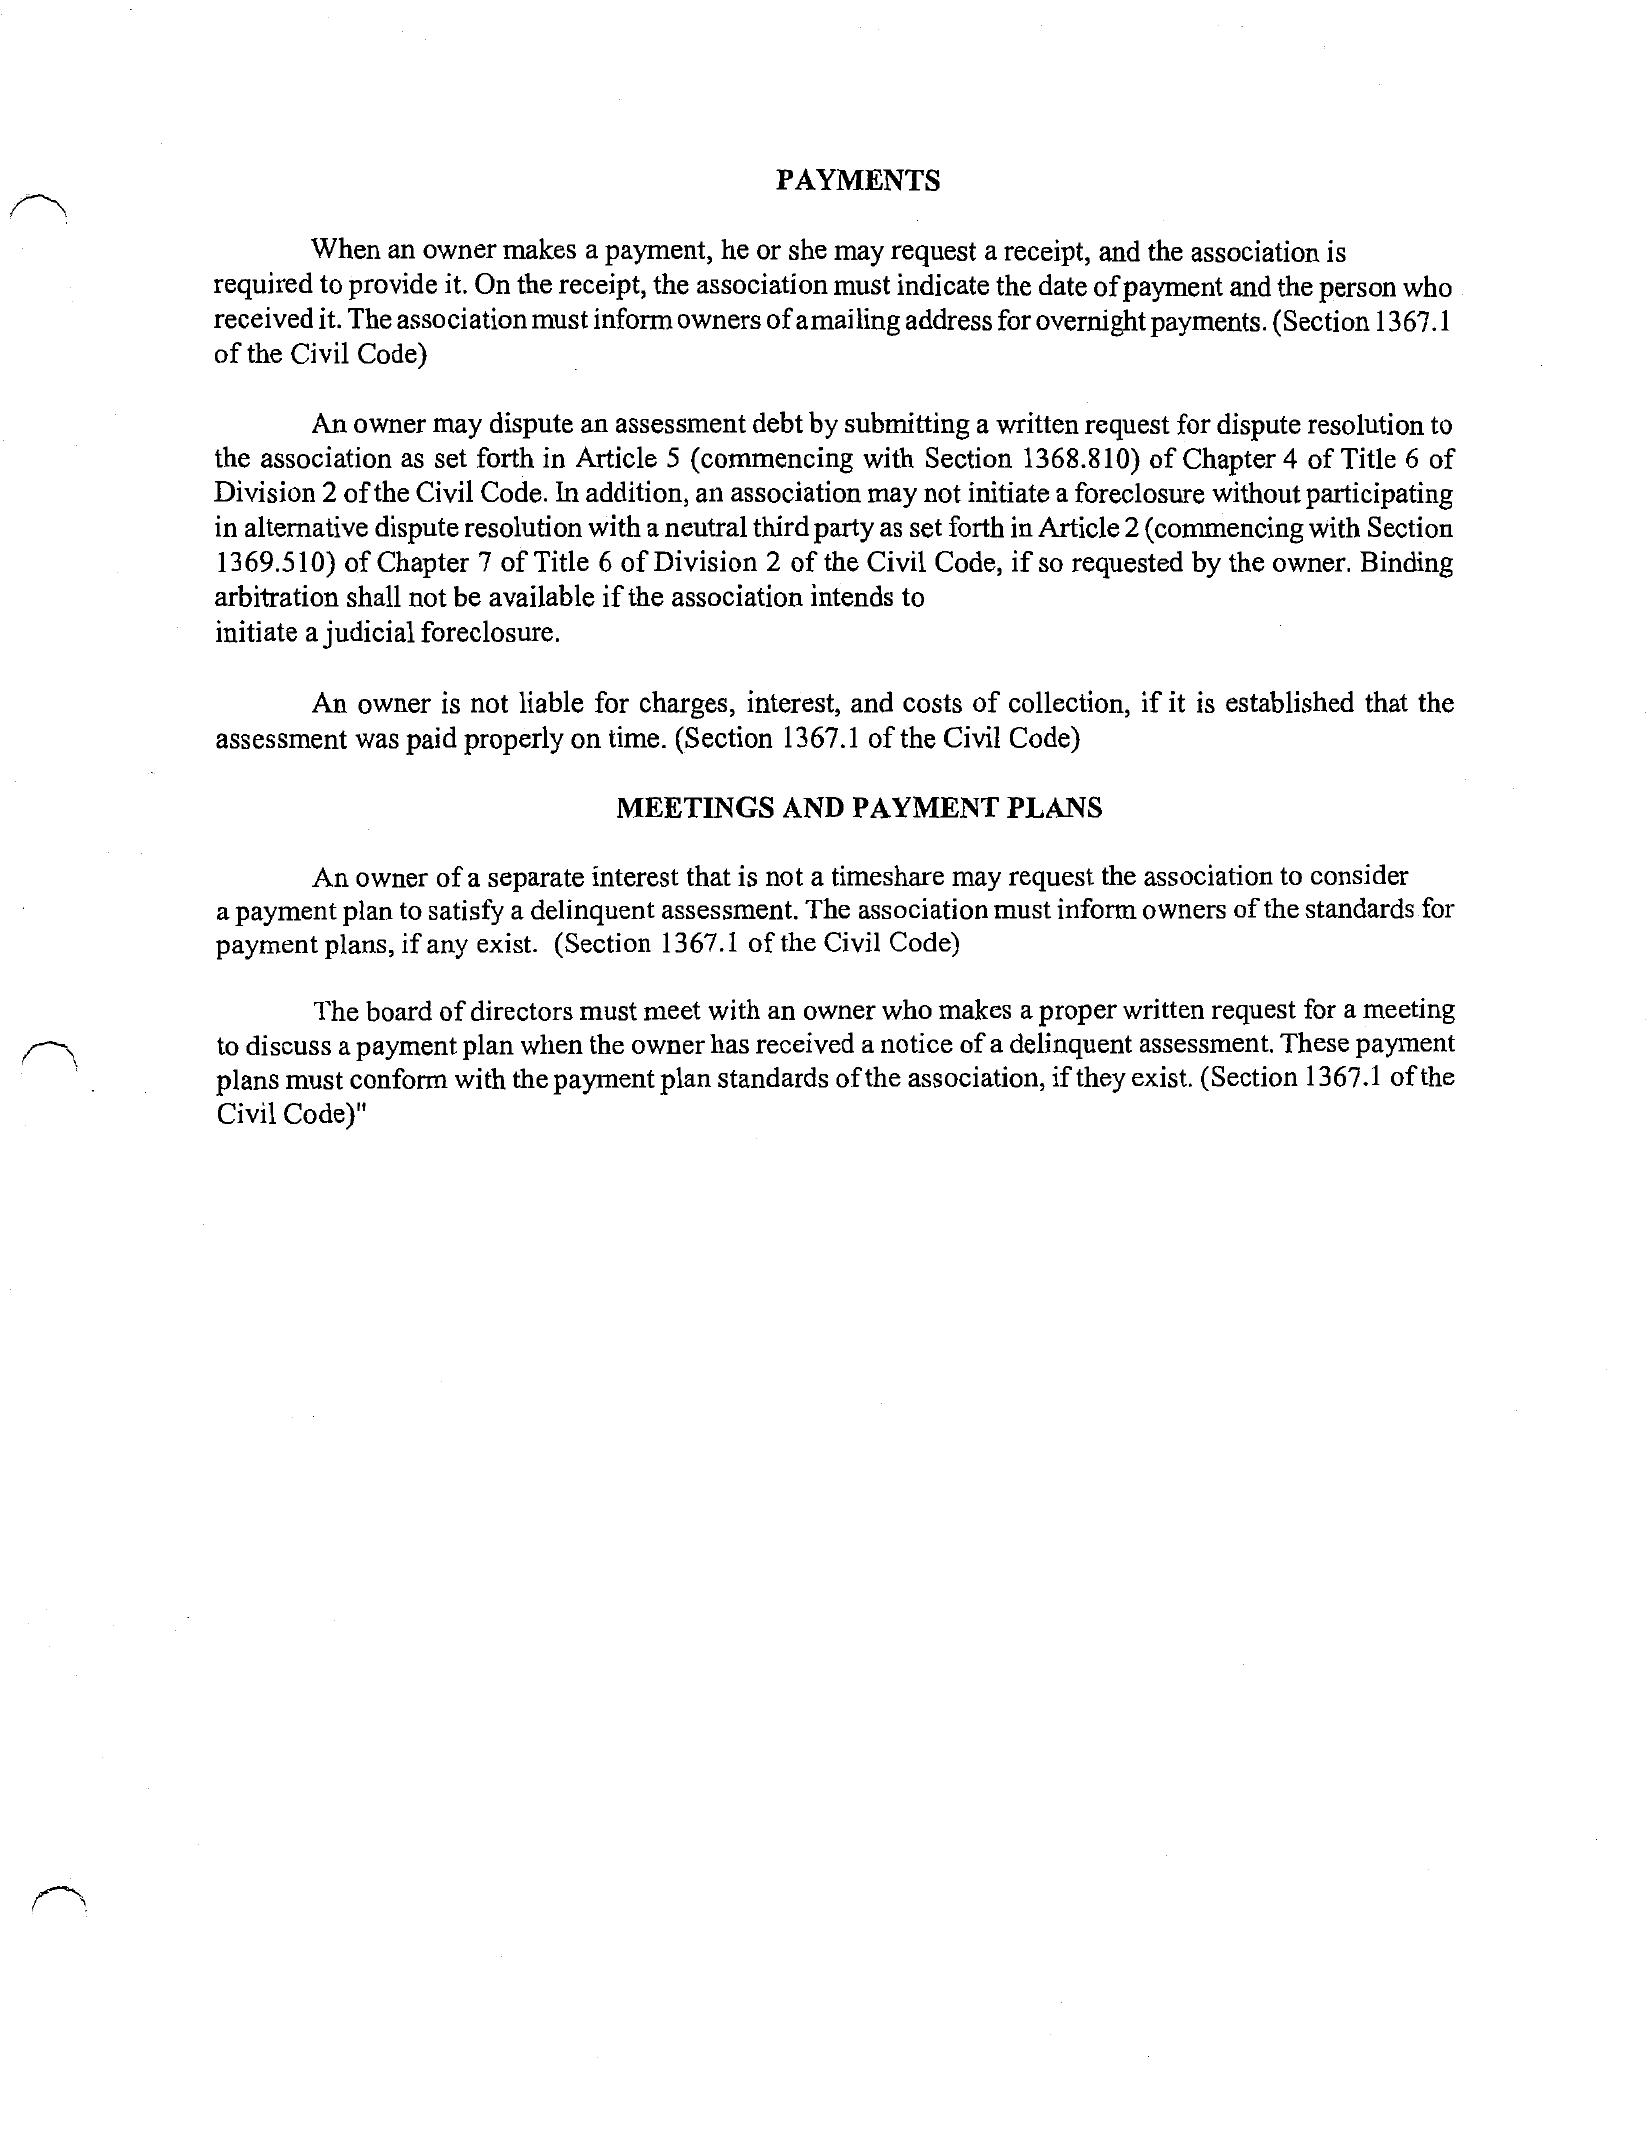 PAYMENTS
When an owner makes a payment, he or she may request a receipt, and the association is
required to provide it. On the receipt, the association must indicate the date of payment and the person who
received it. The association must inform owners of a mailing address for overnight payments. (Section 1367.1
of the Civil Code)
An owner may dispute an assessment debt by submitting a written request for dispute resolution to
the association as set forth in Article 5 (commencing with Section 1368.810) of Chapter 4 of Title 6 of
Division 2 of the Civil Code. In addition, an association may not initiate a foreclosure without participating
in alternative dispute resolution with a neutral third party as set forth in Article 2 (commencing with Section
1369.510) of Chapter 7 of Title 6 of Division 2 of the Civil Code, if so requested by the owner. Binding
arbitration shall not be available if the association intends to
initiate a judicial foreclosure.
An owner is not liable for charges, interest, and costs of collection, if it is established that the
assessment was paid properly on time. (Section 1367.1 of the Civil Code)
MEETINGS AND PAYMENT PLANS
An owner of a separate interest that is not a timeshare may request the association to consider
a payment plan to satisfy a delinquent assessment. The association must inform owners of the standards for
payment plans, if any exist. (Section 1367.1 of the Civil Code)
The board of directors must meet with an owner who makes a proper written request for a meeting
to discuss a payment plan when the owner has received a notice of a delinquent assessment. These payment
plans must conform with the payment plan standards of the association, if they exist. (Section 1367.1 of the
Civil Code)"